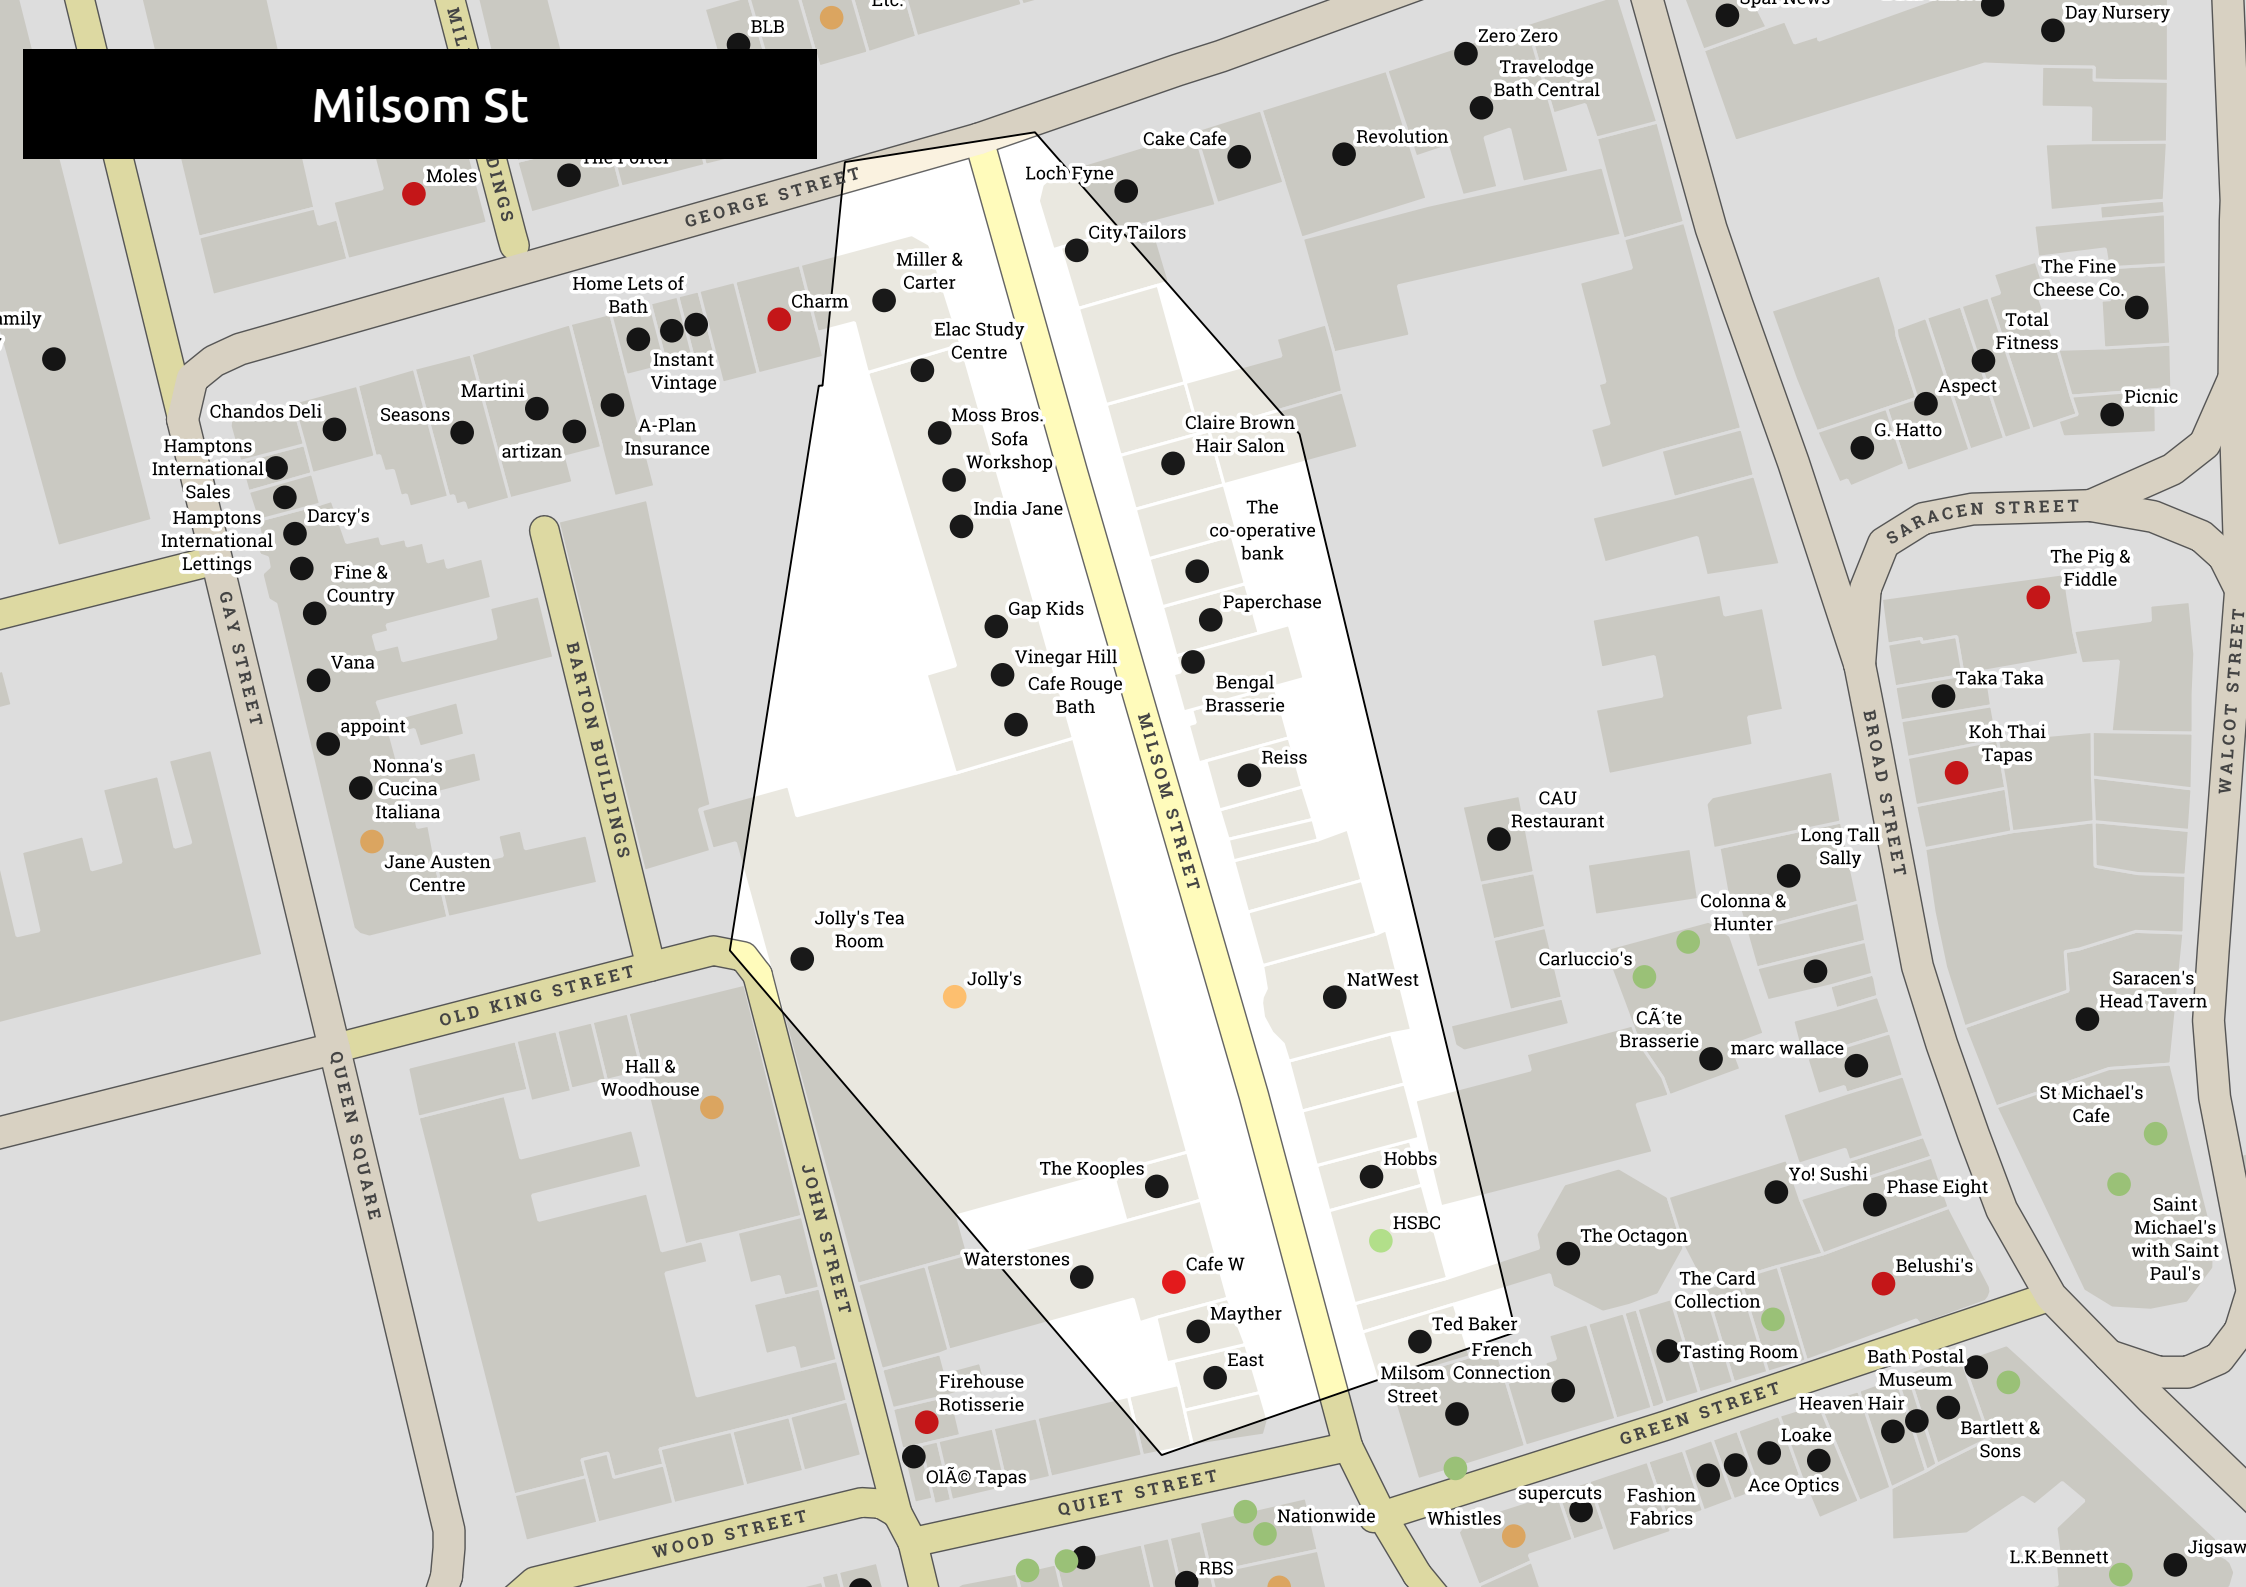 Etc.
BLB
Spar News
Day Nursery
Milsom St
Zero Zero
Travelodge
Bath Central
Cake Cafe
Revolution
The Porter
Moles
Loch Fyne
GEORGE STREET
City Tailors
Miller &
Carter
Home Lets of
Bath
Charm
The Fine
Cheese Co.
Total
Fitness
Elac Study
Centre
Instant
Vintage
Martini
Aspect
Picnic
Chandos Deli
Seasons
Moss Bros.
Sofa
Workshop
Claire Brown
Hair Salon
G. Hatto
A-Plan
Insurance
artizan
Hamptons
International
Sales
Darcy's
India Jane
The
co-operative
bank
SARACEN STREET
Hamptons
International
Lettings
Fine &
Country
The Pig &
Fiddle
GAY STREET
Gap Kids
Paperchase
Vana
Vinegar Hill
Cafe Rouge
Bath
Bengal
Brasserie
Taka Taka
BARTON BUILDINGS
MILSOM STREET
BROAD STREET
WALCOT STREET
appoint
Koh Thai
Tapas
Nonna's
Cucina
Italiana
Reiss
CAU
Restaurant
Jane Austen
Centre
Long Tall
Sally
Colonna &
Hunter
Jolly's Tea
Room
Carluccio's
Jolly's
NatWest
OLD KING STREET
Saracen's
Head Tavern
CÃ´te
Brasserie
marc wallace
Hall &
Woodhouse
QUEEN SQUARE
St Michael's
Cafe
The Kooples
Hobbs
Yo! Sushi
Phase Eight
JOHN STREET
HSBC
Saint
Michael's
with Saint
Paul's
The Octagon
Waterstones
Cafe W
Belushi's
The Card
Collection
Mayther
Ted Baker
East
French
Connection
Milsom
Street
Tasting Room
Bath Postal
Museum
Firehouse
Rotisserie
Heaven Hair
GREEN STREET
Bartlett &
Sons
Loake
OlÃ© Tapas
Ace Optics
QUIET STREET
supercuts
Fashion
Fabrics
Nationwide
Whistles
WOOD STREET
RBS
L.K.Bennett
Jigsaw